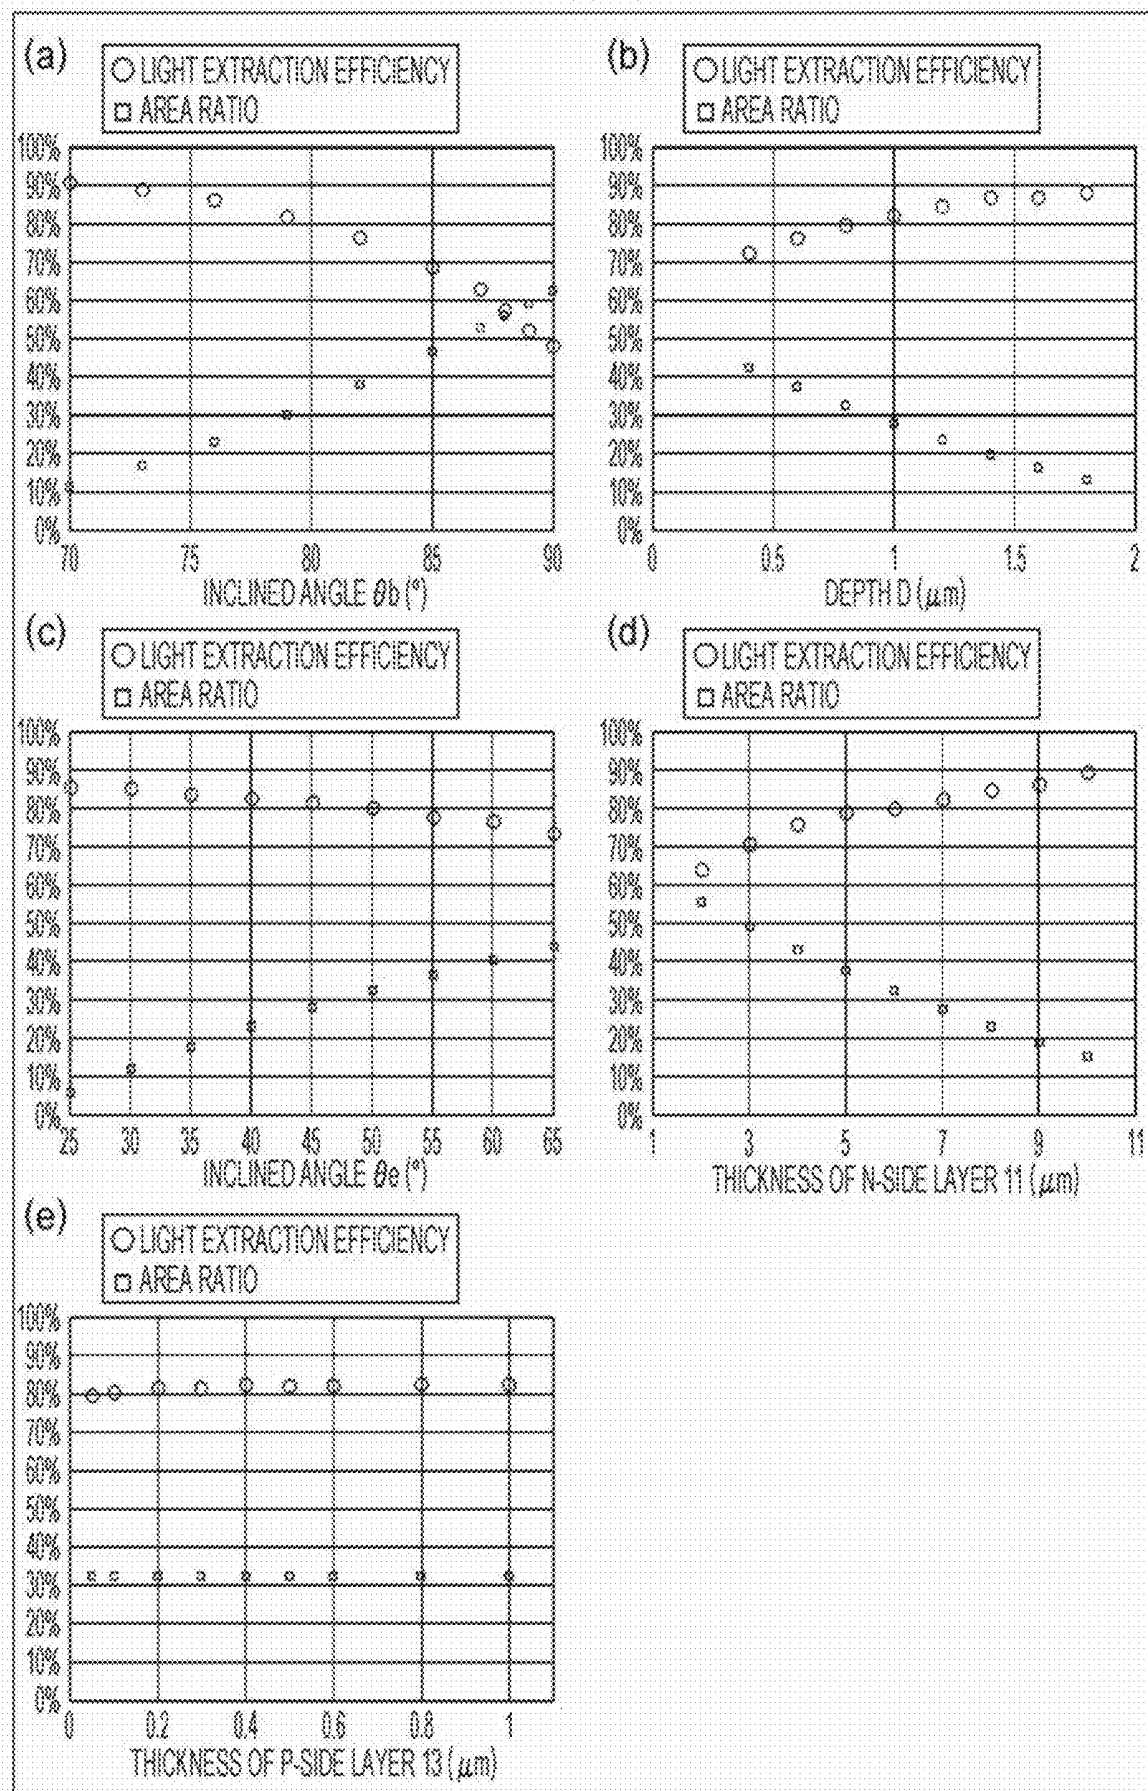 (a)
LIGHT EXTRACTION EFFICIENCY
AREA RATIO
100%
90%
80%
70%
60%
50%
40%
30%
20%
10%
0%
70 75 80 85 90
INCLINED ANGLE θb (°)
(b)
LIGHT EXTRACTION EFFICIENCY
AREA RATIO
100%
90%
80%
70%
60%
50%
40%
30%
20%
10%
0%
0 0.5 1 1.5 2
DEPTH D (μm)
(c)
LIGHT EXTRACTION EFFICIENCY
AREA RATIO
100%
90%
80%
70%
60%
50%
40%
30%
20%
10%
0%
25 30 35 40 45 50 55 60 65
INCLINED ANGLE θe (°)
(d)
LIGHT EXTRACTION EFFICIENCY
AREA RATIO
100%
90%
80%
70%
60%
50%
40%
30%
20%
10%
0%
1 3 5 7 9 11
THICKNESS OF N-SIDE LAYER 11 (μm)
(e)
LIGHT EXTRACTION EFFICIENCY
AREA RATIO
100%
90%
80%
70%
60%
50%
40%
30%
20%
10%
0%
0 0.2 0.4 0.6 0.8 1
THICKNESS OF P-SIDE LAYER 13 (μm)